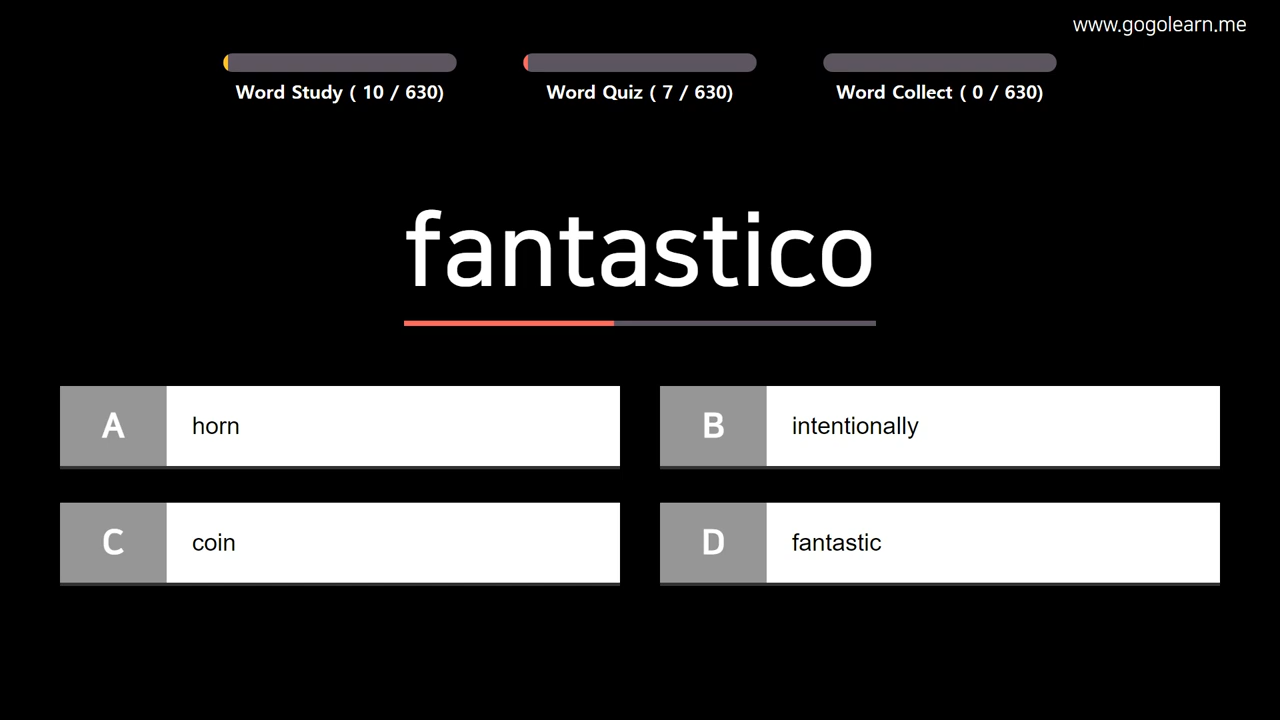 www.gogolearn.me
Word Study ( 10 / 630)
Word Quiz ( 7 / 630)
Word Collect ( 0 / 630)
fantastico
A horn
B intentionally
C coin
D fantastic